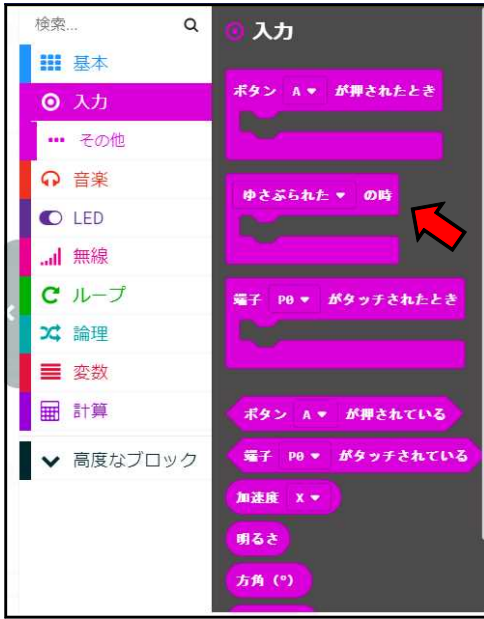 検索...
基本
入力
その他
音楽
LED
無線
ループ
論理
変数
計算
高度なブロック
入力
ボタン A が押されたとき
ゆさぶられた の時
端子 P0 がタッチされたとき
ボタン A が押されている
端子 P0 がタッチされている
加速度 X
明るさ
方角 (°)